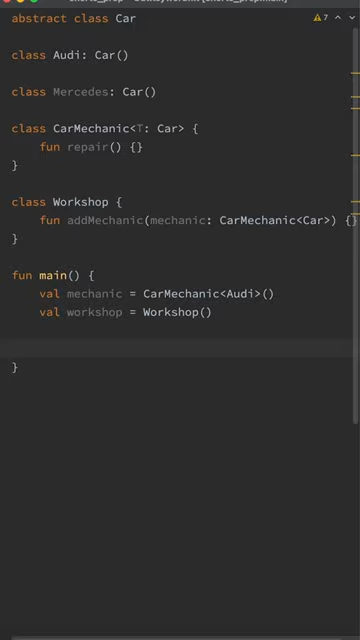 abstract class Car
7
class Audi: Car()
class Mercedes: Car()
class CarMechanic<T: Car> {
fun repair() {}
}
class Workshop {
fun addMechanic(mechanic: CarMechanic<Car>) {}
}
fun main() {
val mechanic = CarMechanic<Audi>()
val workshop = Workshop()
}